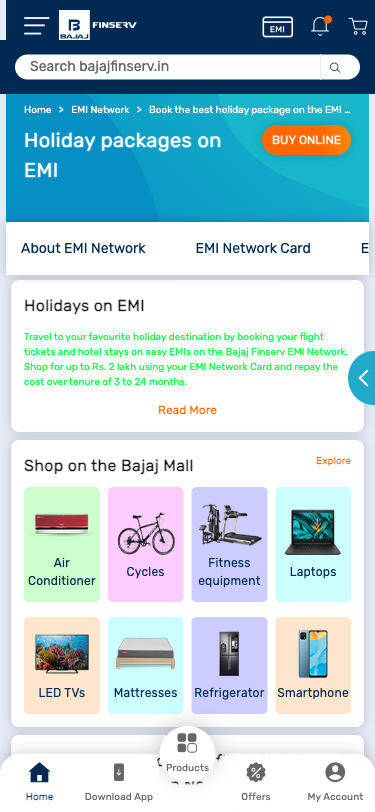 BAJAJ
FINSERV
EMI
Search bajajfinserv.in
Home > EMI Network > Book the best holiday package on the EMI ...
Holiday packages on
EMI
BUY ONLINE
About EMI Network
EMI Network Card
E
Holidays on EMI
Travel to your favourite holiday destination by booking your flight
tickets and hotel stays on easy EMIs on the Bajaj Finserv EMI Network.
Shop for up to Rs. 2 lakh using your EMI Network Card and repay the
cost over tenure of 3 to 24 months.
Read More
Shop on the Bajaj Mall
Explore
Air
Conditioner
Cycles
Fitness
equipment
Laptops
LED TVs
Mattresses
Refrigerator
Smartphone
Home
Download App
Products
Offers
My Account